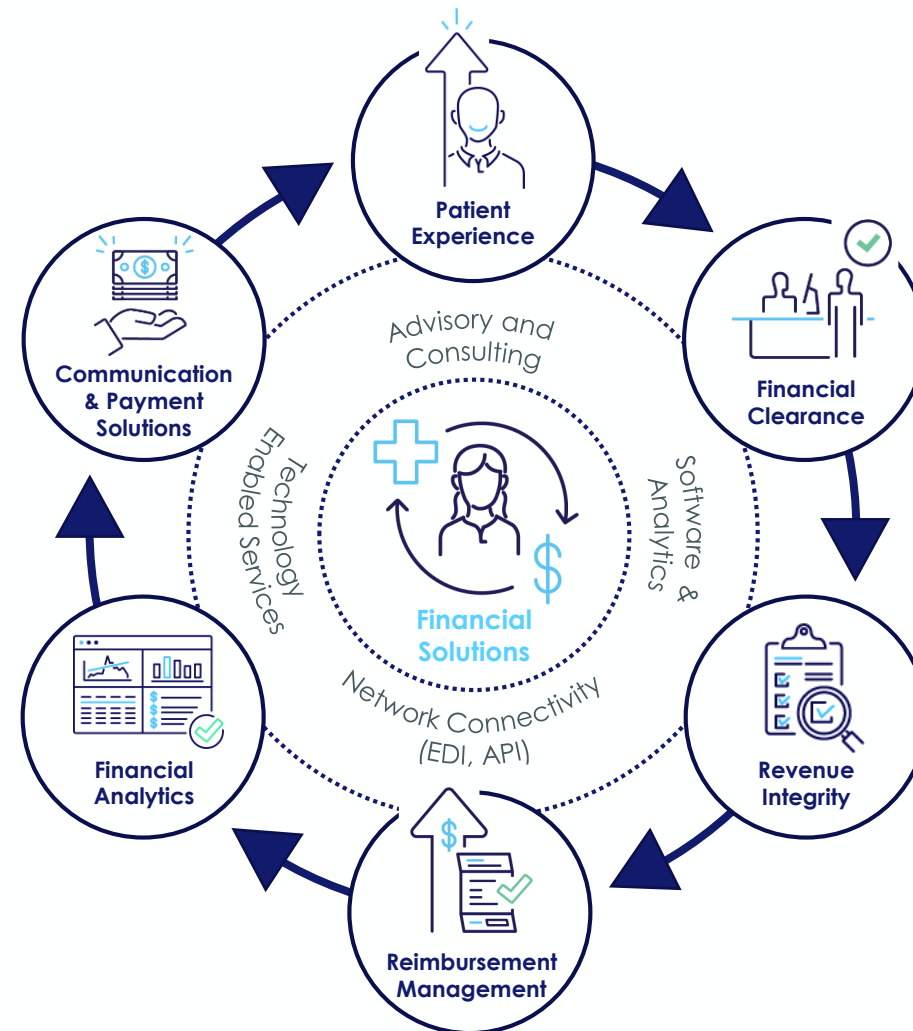 Patient
Experience
Financial
Clearance
Revenue
Integrity
Reimbursement
Management
Financial
Analytics
$
$
$
$
Communication
& Payment
Solutions
$
Advisory and
Consulting
Software &
Analytics
Network Connectivity
(EDI, API)
Technology
Enabled Services
$
Financial
Solutions
$